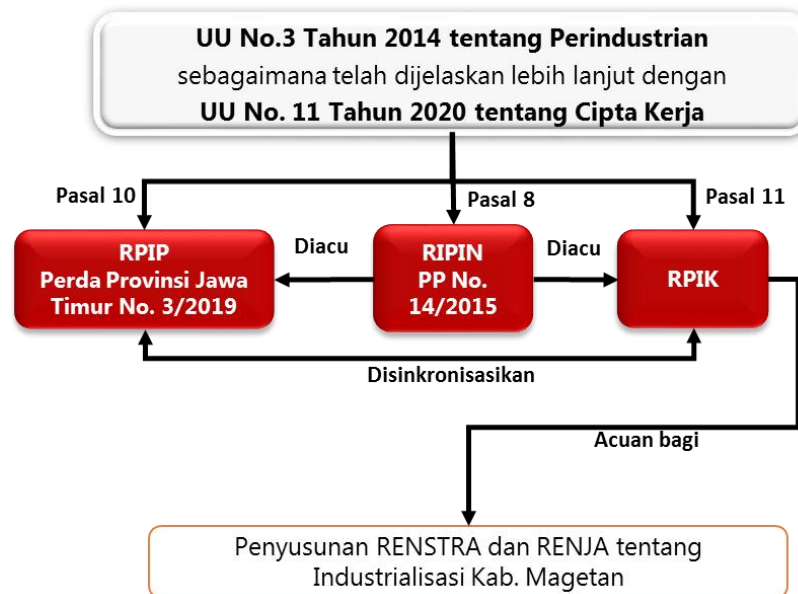 UU No.3 Tahun 2014 tentang Perindustrian
sebagaimana telah dijelaskan lebih lanjut dengan
UU No. 11 Tahun 2020 tentang Cipta Kerja
Pasal 10
Pasal 8
Pasal 11
RPIP
Perda Provinsi Jawa
Timur No. 3/2019
Diacu
RIPIN
PP No.
14/2015
Diacu
RPIK
Disinkronisasikan
Acuan bagi
Penyusunan RENSTRA dan RENJA tentang
Industrialisasi Kab. Magetan